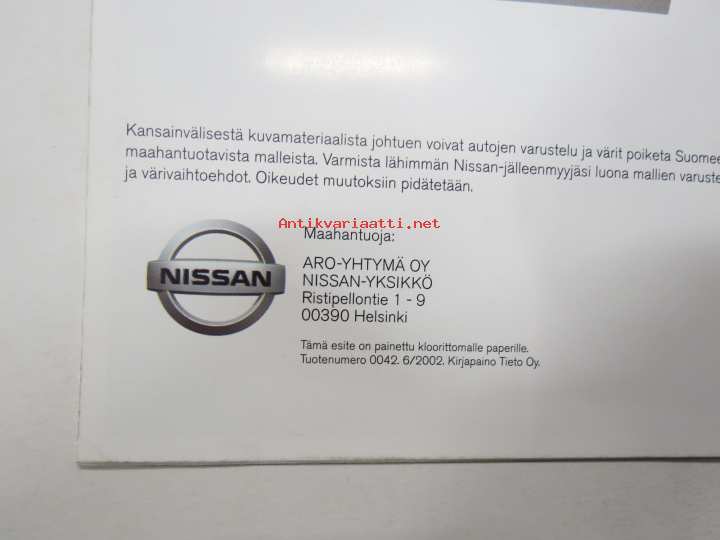 Kansainvälisestä kuvamateriaalista johtuen voivat autojen varustelu ja värit poiketa
maahantuotavista malleista. Varmista lähimmän Nissan-jälleenmyyjäsi luona mallien
ja värivaihtoehdot. Oikeudet muutoksiin pidätetään.
Antikvariaatti.net
Maahantuoja:
NISSAN
ARO-YHTYMÄ OY
NISSAN-YKSIKKÖ
Ristipellontie 1 - 9
00390 Helsinki
Tämä esite on painettu kloorittomalle paperille.
Tuotenumero 0042. 6/2002. Kirjapaino Tieto Oy.